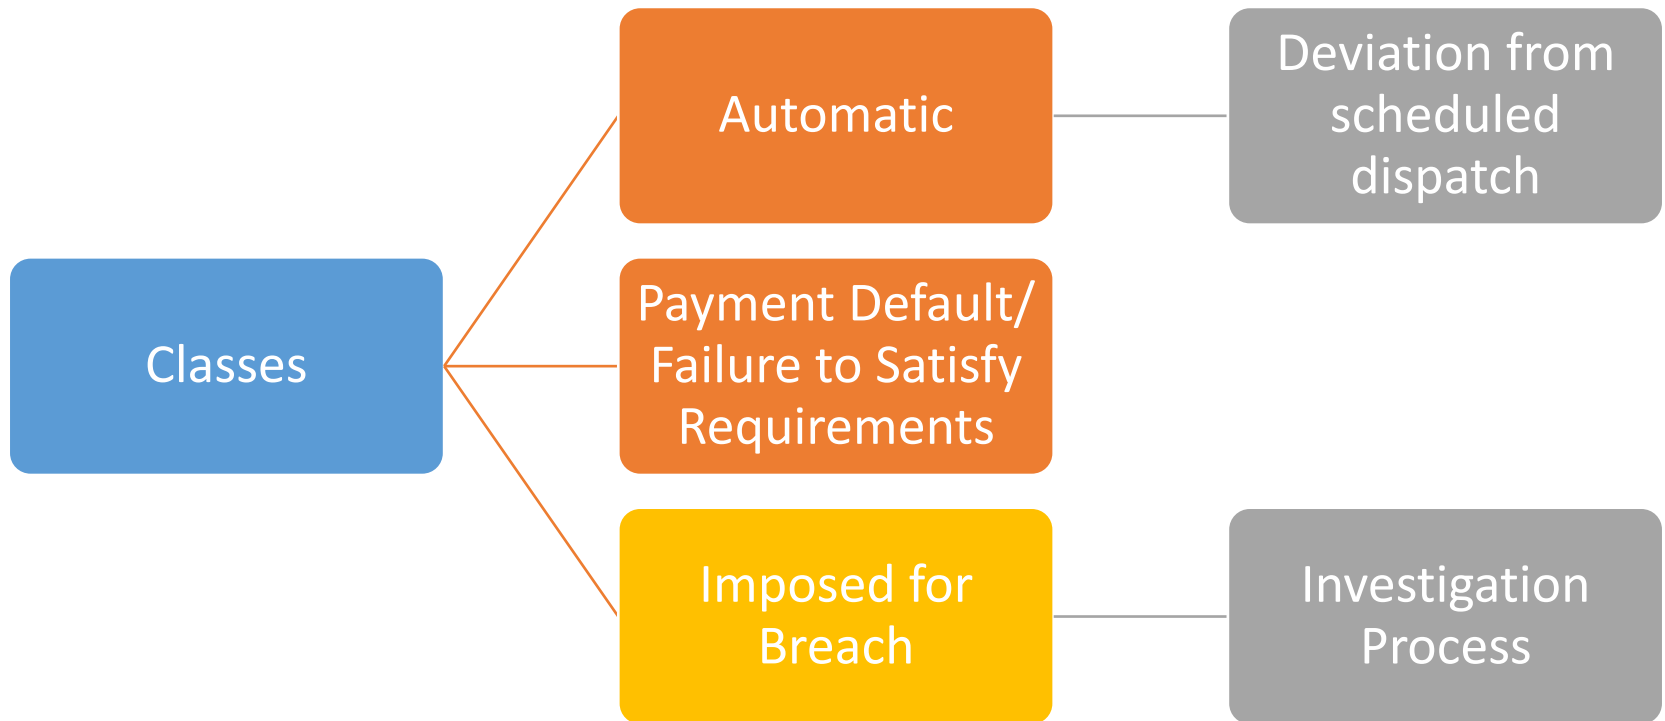 Classes
Automatic
Deviation from
scheduled
dispatch
Payment Default/
Failure to Satisfy
Requirements
Imposed for
Breach
Investigation
Process